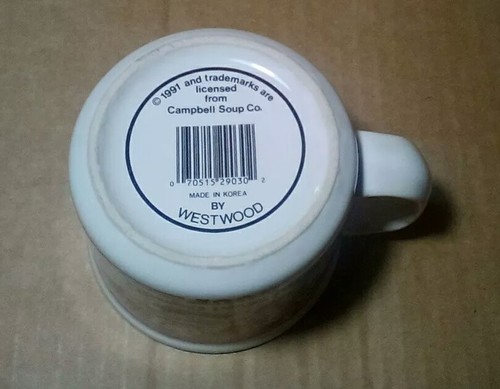 © 1991 and trademarks are
licensed
from
Campbell Soup Co.
0 70515 29030 2
MADE IN KOREA
BY
WESTWOOD